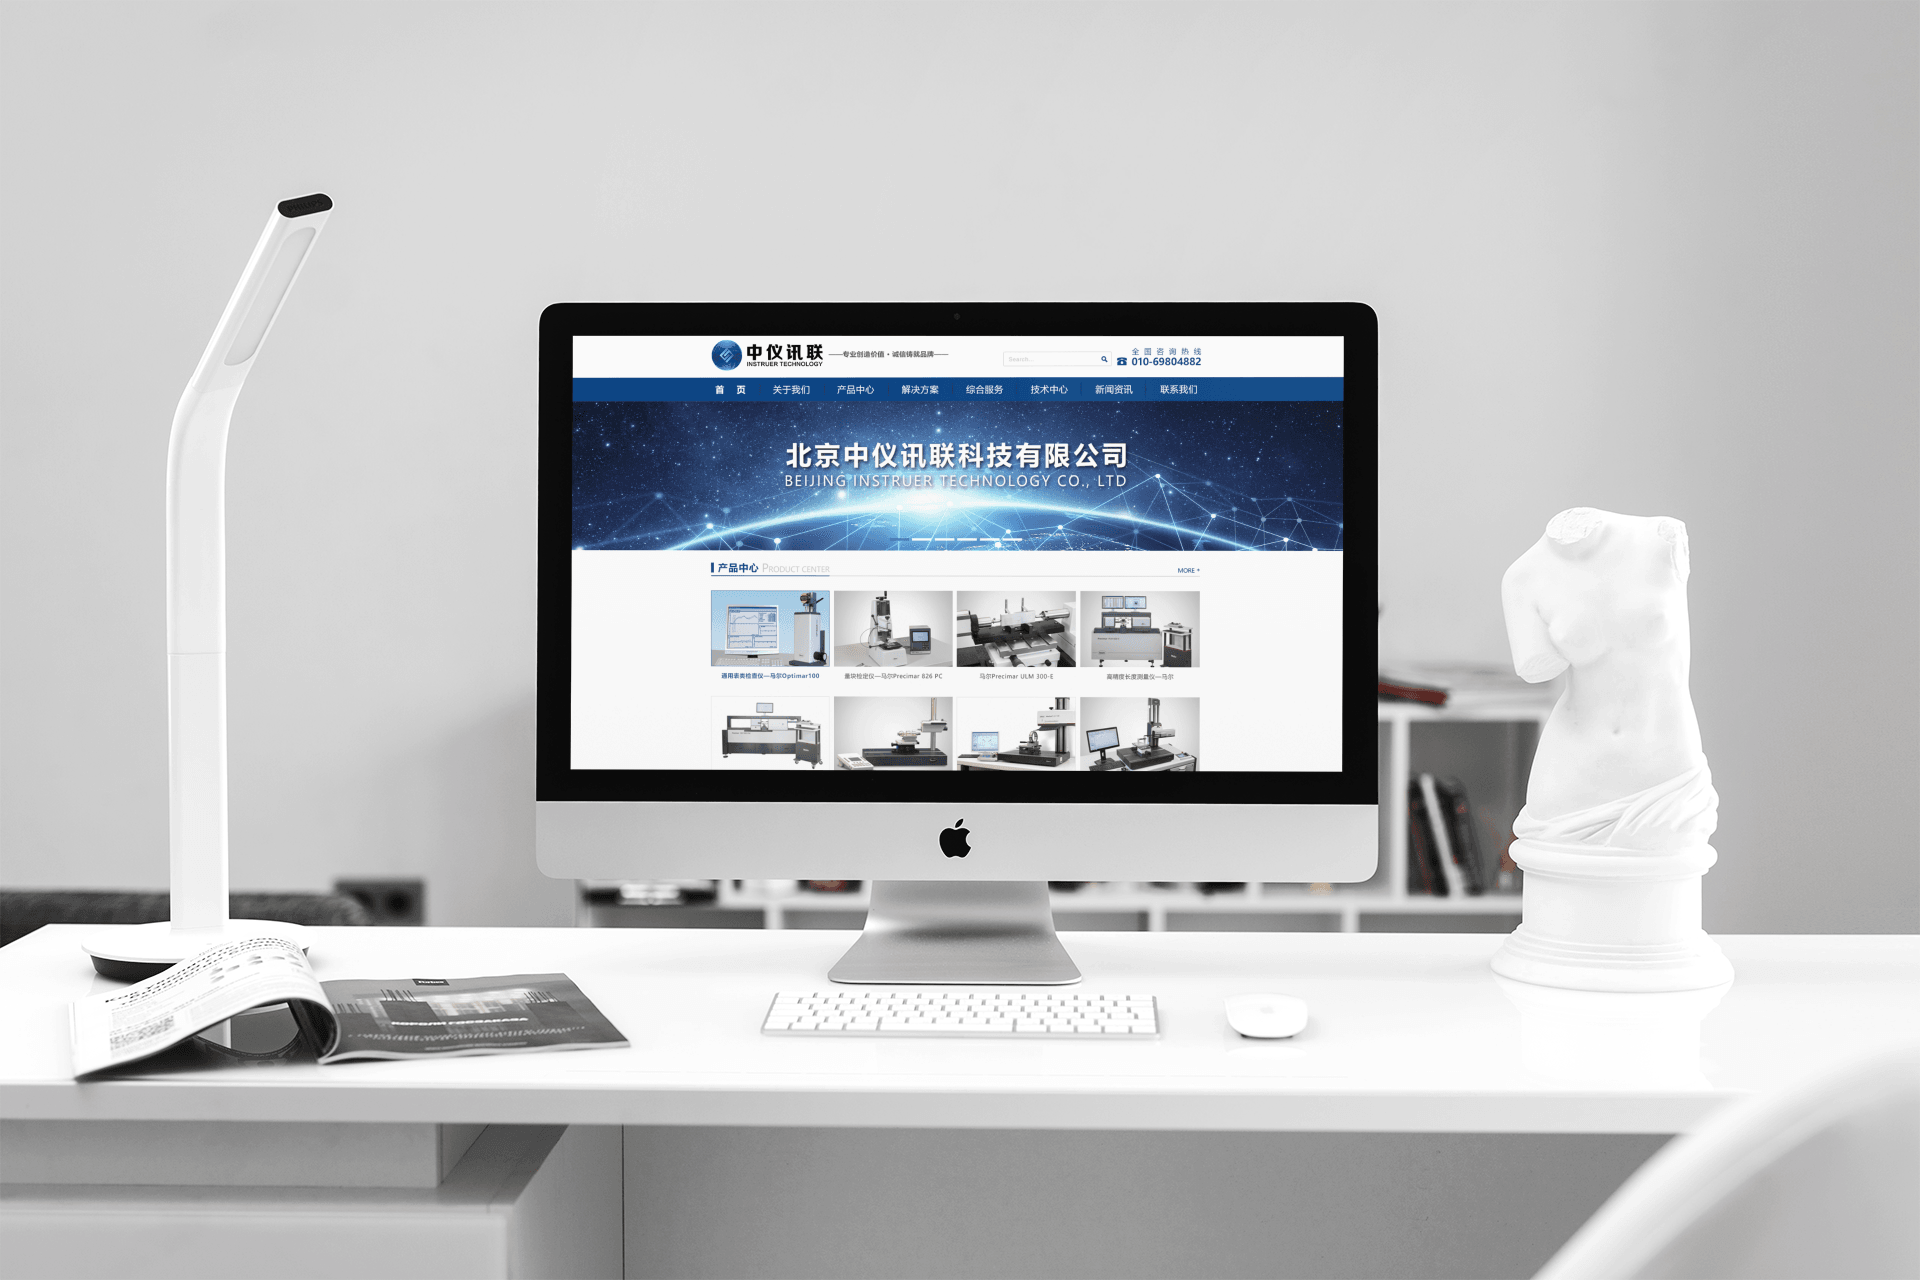 中仪讯联
INSTRUER TECHNOLOGY
——专业创造价值·诚信铸就品牌——
Search...
全国咨询热线
010-69804882
首 页 关于我们 产品中心 解决方案 综合服务 技术中心 新闻资讯 联系我们
北京中仪讯联科技有限公司
BEIJING INSTRUER TECHNOLOGY CO., LTD
产品中心 PRODUCT CENTER
MORE +
通用表类检查仪—马尔Optimar100
量块检定仪—马尔Precimar 826 PC
马尔Precimar ULM 300-E
高精度长度测量仪—马尔